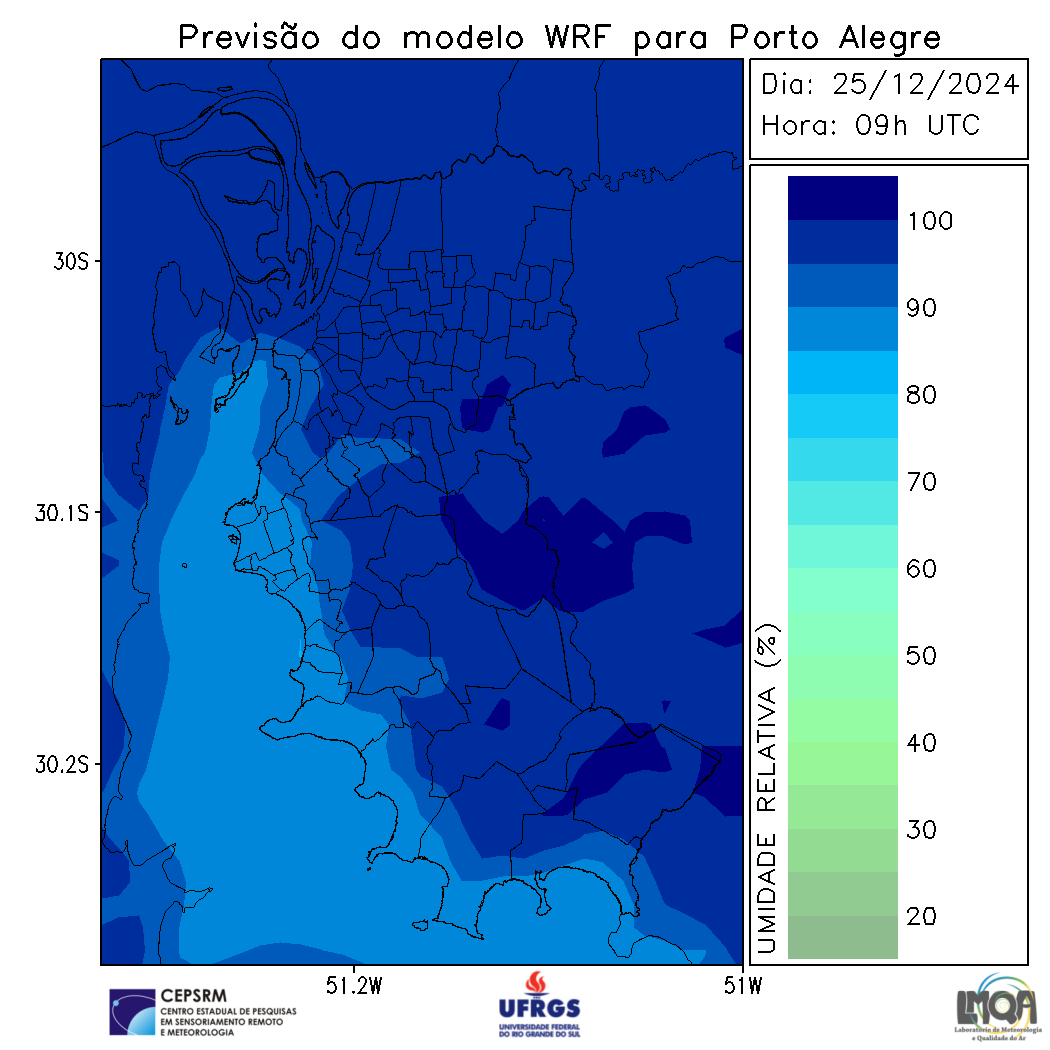 Previsão do modelo WRF para Porto Alegre
Dia: 25/12/2024
Hora: 09h UTC
30S
30.1S
30.2S
51.2W
51W
UMIDADE RELATIVA (%)
100
90
80
70
60
50
40
30
20
CEPSRM
CENTRO ESTADUAL DE PESQUISAS
EM SENSORIAMENTO REMOTO
E METEOROLOGIA
UFRGS
UNIVERSIDADE FEDERAL
DO RIO GRANDE DO SUL
LMQA
Laboratório de Meteorologia
e Qualidade do Ar